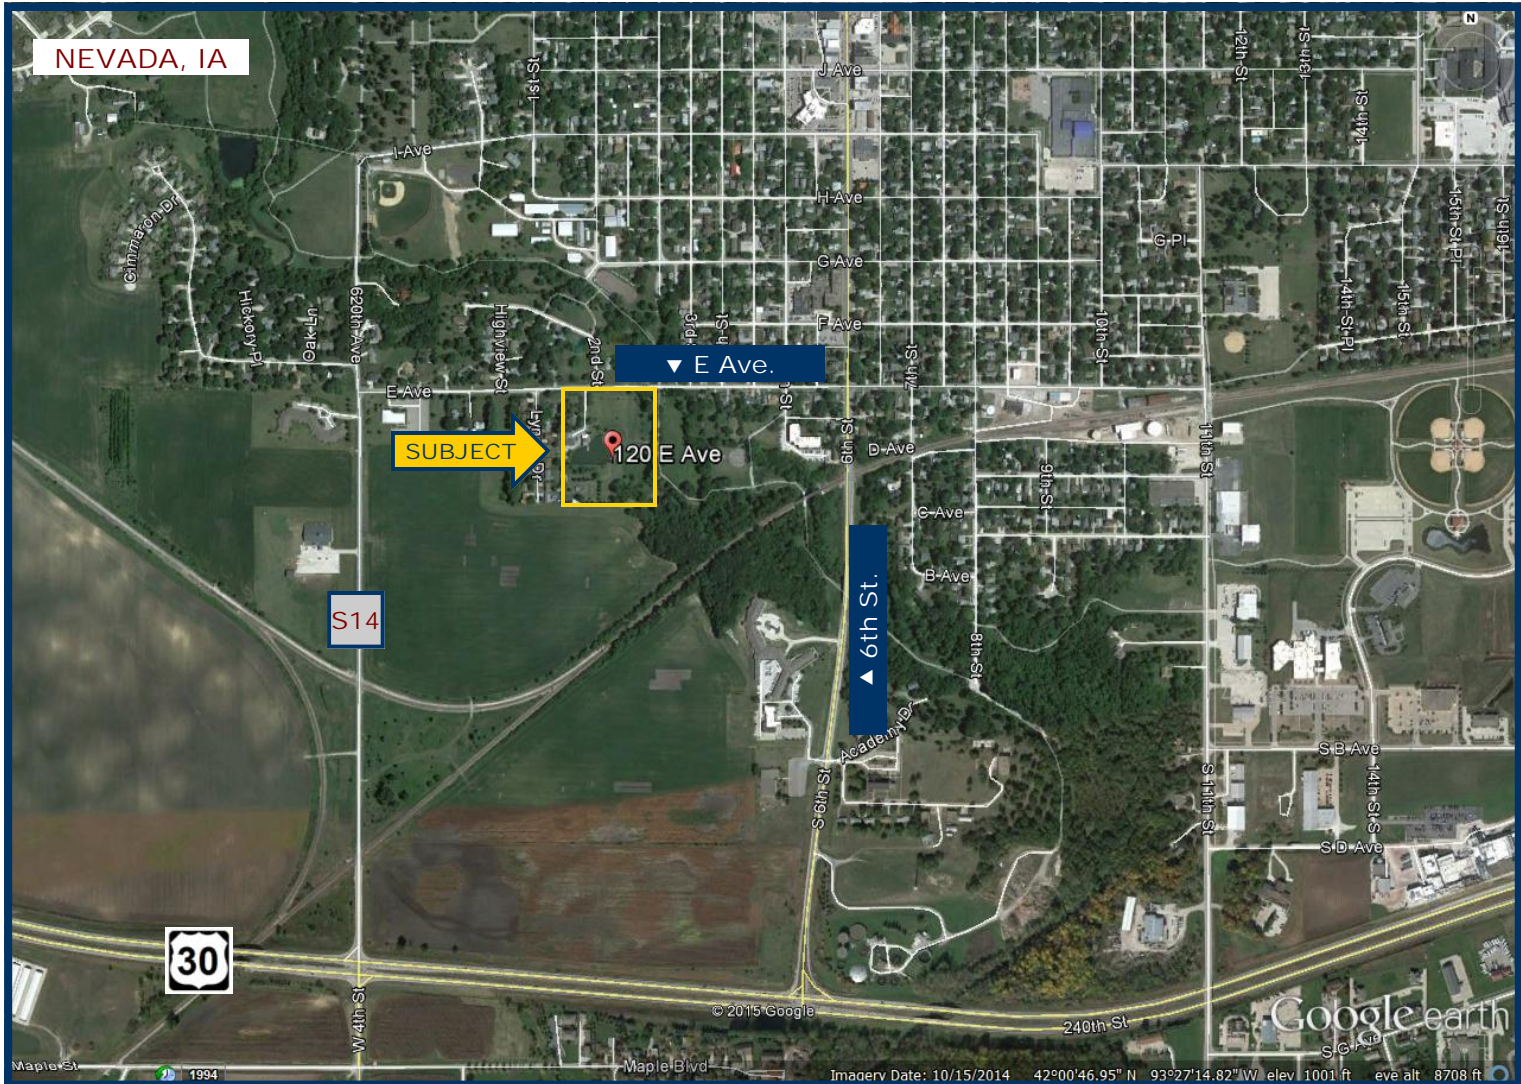 N
NEVADA, IA
J Ave
1st St
12th St
13th St
14th St
I Ave
H Ave
Cimmaron Dr
G Pl
15th St Pl
19th St
G Ave
Hickory Pl
Oak Ln
620th Ave
Highview St
2nd St
3rd
F Ave
10th St
14th St Pl
15th St
▼ E Ave.
7th St
E Ave
SUBJECT
120 E Ave
6th St
D Ave
11th St
9th St
C Ave
B Ave
S14
◄ 6th St.
8th St
Academy Dr
S B Ave
S 6th St
S 11th St
14th St S
S D Ave
30
W 4th St
© 2015 Google
240th St
Google earth
S G Ave
Maple St
1994
Maple Blvd
Imagery Date: 10/15/2014 42°00'46.95" N 93°27'14.82" W elev 1001 ft eye alt 8708 ft